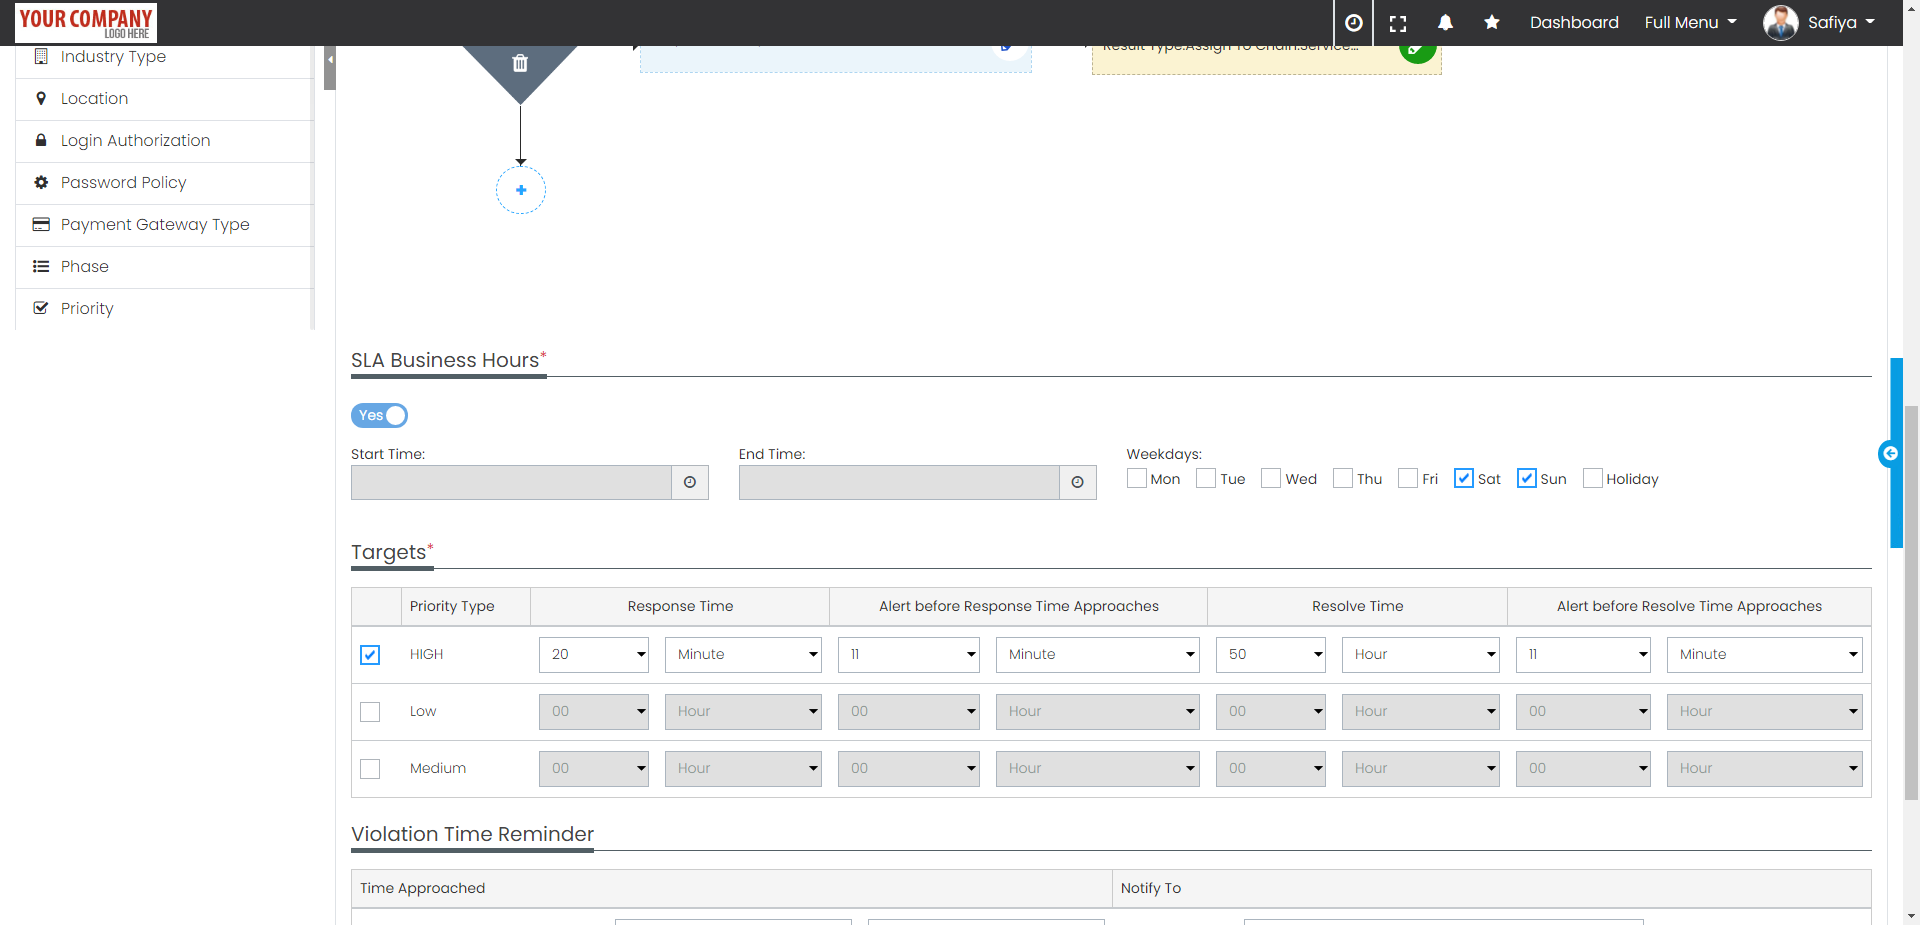 YOUR COMPANY
LOGO HERE
Dashboard
Full Menu
Safiya
Industry Type
Location
Login Authorization
Password Policy
Payment Gateway Type
Phase
Priority
Result Type:Assign To Chain:Service...
SLA Business Hours*
Yes
Start Time:
End Time:
Weekdays:
Mon Tue Wed Thu Fri Sat Sun Holiday
Targets*
Priority Type Response Time Alert before Response Time Approaches Resolve Time Alert before Resolve Time Approaches
HIGH 20 Minute 11 Minute 50 Hour 11 Minute
Low 00 Hour 00 Hour 00 Hour 00 Hour
Medium 00 Hour 00 Hour 00 Hour 00 Hour
Violation Time Reminder
Time Approached Notify To